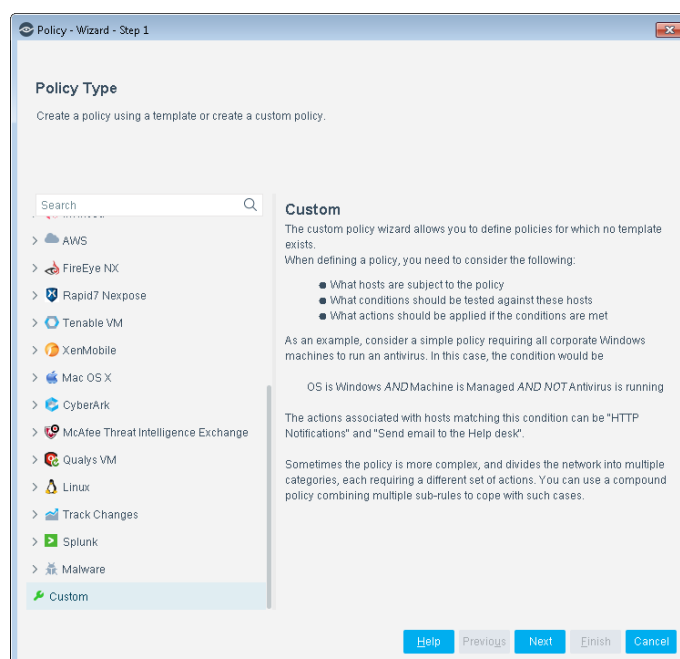 Policy - Wizard - Step 1
Policy Type
Create a policy using a template or create a custom policy.
Search
AWS
FireEye NX
Rapid7 Nexpose
Tenable VM
XenMobile
Mac OS X
CyberArk
McAfee Threat Intelligence Exchange
Qualys VM
Linux
Track Changes
Splunk
Malware
Custom
Custom
The custom policy wizard allows you to define policies for which no template
exists.
When defining a policy, you need to consider the following:
What hosts are subject to the policy
What conditions should be tested against these hosts
What actions should be applied if the conditions are met
As an example, consider a simple policy requiring all corporate Windows
machines to run an antivirus. In this case, the condition would be
OS is Windows AND Machine is Managed AND NOT Antivirus is running
The actions associated with hosts matching this condition can be "HTTP
Notifications" and "Send email to the Help desk".
Sometimes the policy is more complex, and divides the network into multiple
categories, each requiring a different set of actions. You can use a compound
policy combining multiple sub-rules to cope with such cases.
Help Previous Next Finish Cancel